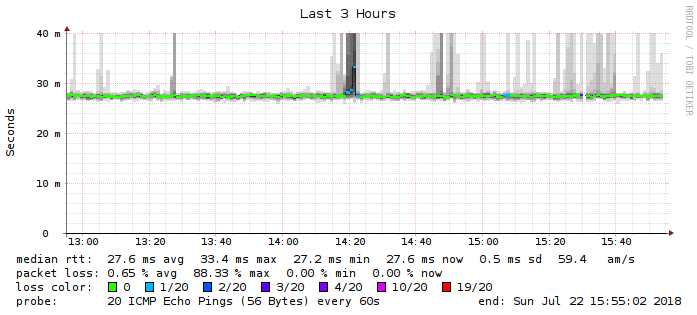 Last 3 Hours
RRDTOOL / TOBI OETIKER
Seconds
40 m
30 m
20 m
10 m
0
13:00 13:20 13:40 14:00 14:20 14:40 15:00 15:20 15:40
median rtt: 27.6 ms avg 33.4 ms max 27.2 ms min 27.6 ms now 0.5 ms sd 59.4 am/s
packet loss: 0.65 % avg 88.33 % max 0.00 % min 0.00 % now
loss color: 0 1/20 2/20 3/20 4/20 10/20 19/20
probe: 20 ICMP Echo Pings (56 Bytes) every 60s end: Sun Jul 22 15:55:02 2018